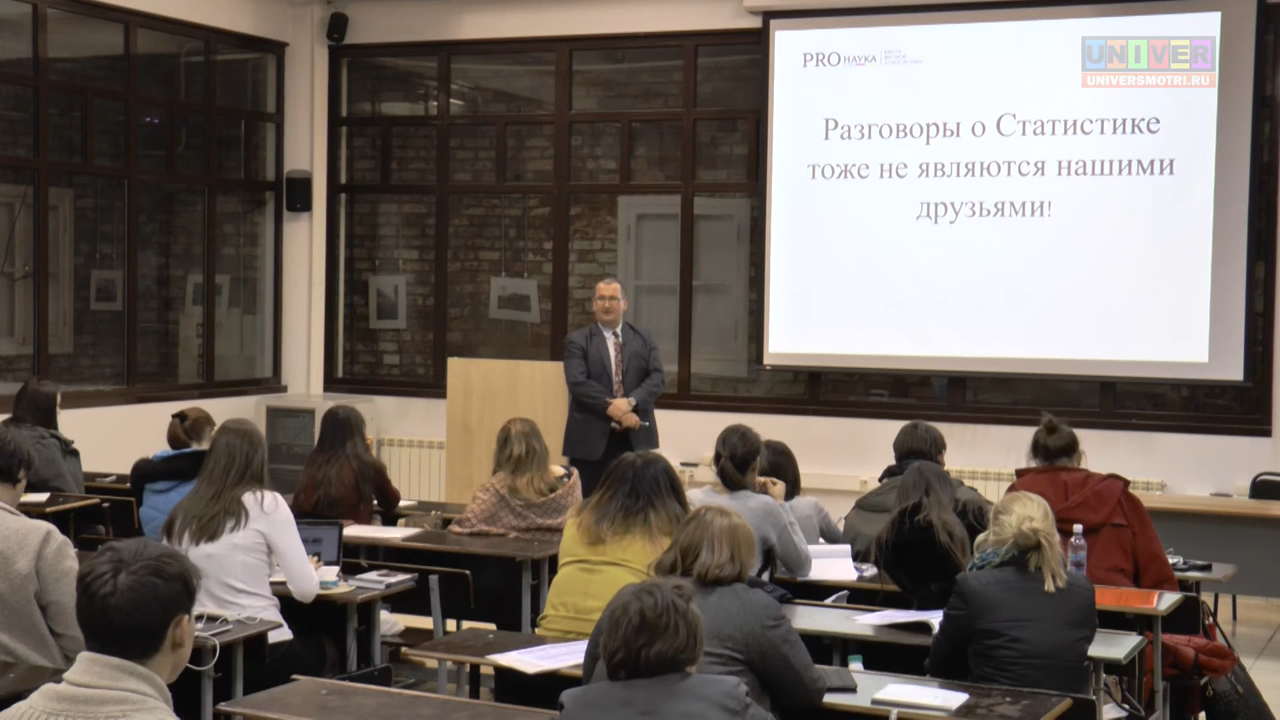 PRO НАУКА
UNIVER
UNIVERSMOTRI.RU
Разговоры о Статистике
тоже не являются нашими
друзьями!